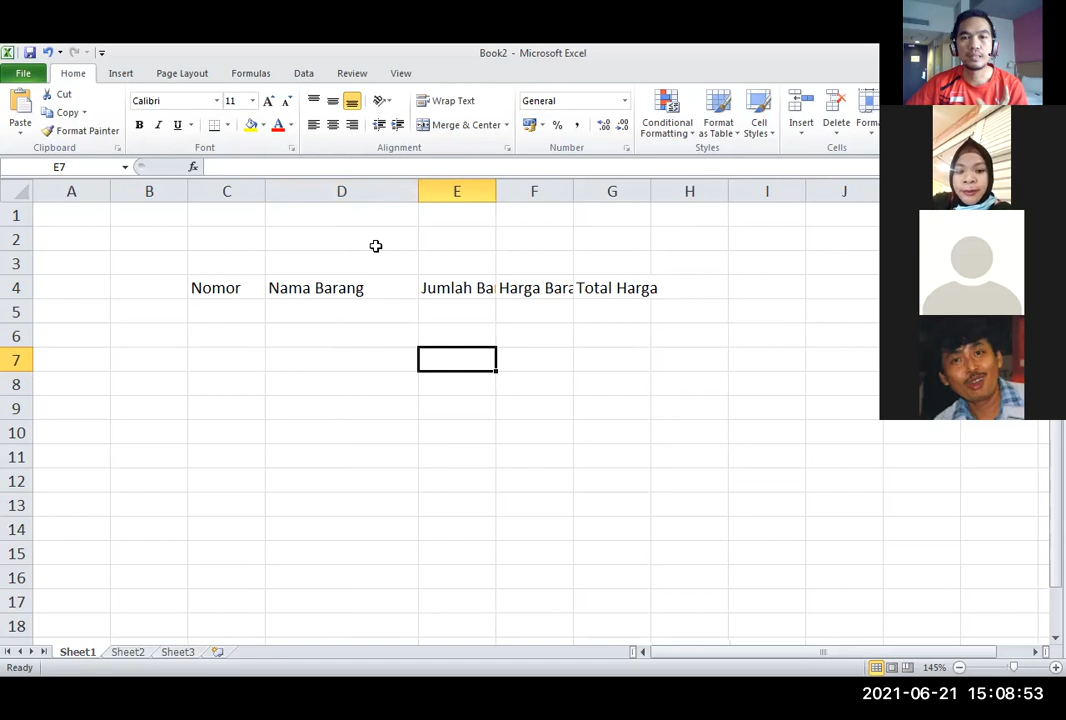 Book2 - Microsoft Excel
File Home Insert Page Layout Formulas Data Review View
Cut
Copy
Format Painter
Paste
Clipboard
Calibri 11
B I U
Font
Wrap Text
Merge & Center
Alignment
General
%
Number
Conditional Formatting
Format as Table
Cell Styles
Styles
Insert Delete Forma
Cells
E7 fx
A B C D E F G H I J
1
2
3
4 Nomor Nama Barang Jumlah Ba Harga Bara Total Harga
5
6
7
8
9
10
11
12
13
14
15
16
17
18
Sheet1 Sheet2 Sheet3
Ready 145%
2021-06-21 15:08:53